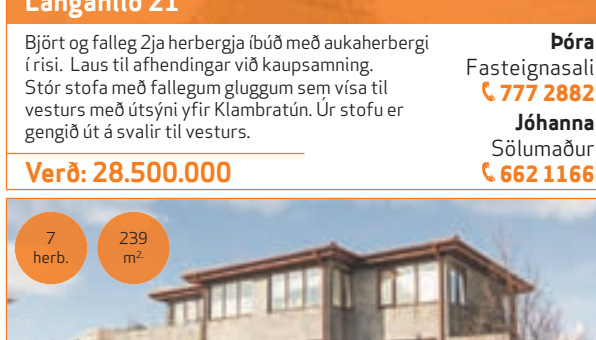 Langahlíð 21
Björt og falleg 2ja herbergja íbúð með aukaherbergi
í risi. Laus til afhendingar við kaupsamning.
Stór stofa með fallegum gluggum sem vísa til
vesturs með útsýni yfir Klambratún. Úr stofu er
gengið út á svalir til vesturs.
Verð: 28.500.000
Þóra
Fasteignasali
777 2882
Jóhanna
Sölumaður
662 1166
7
herb.
239
m2.